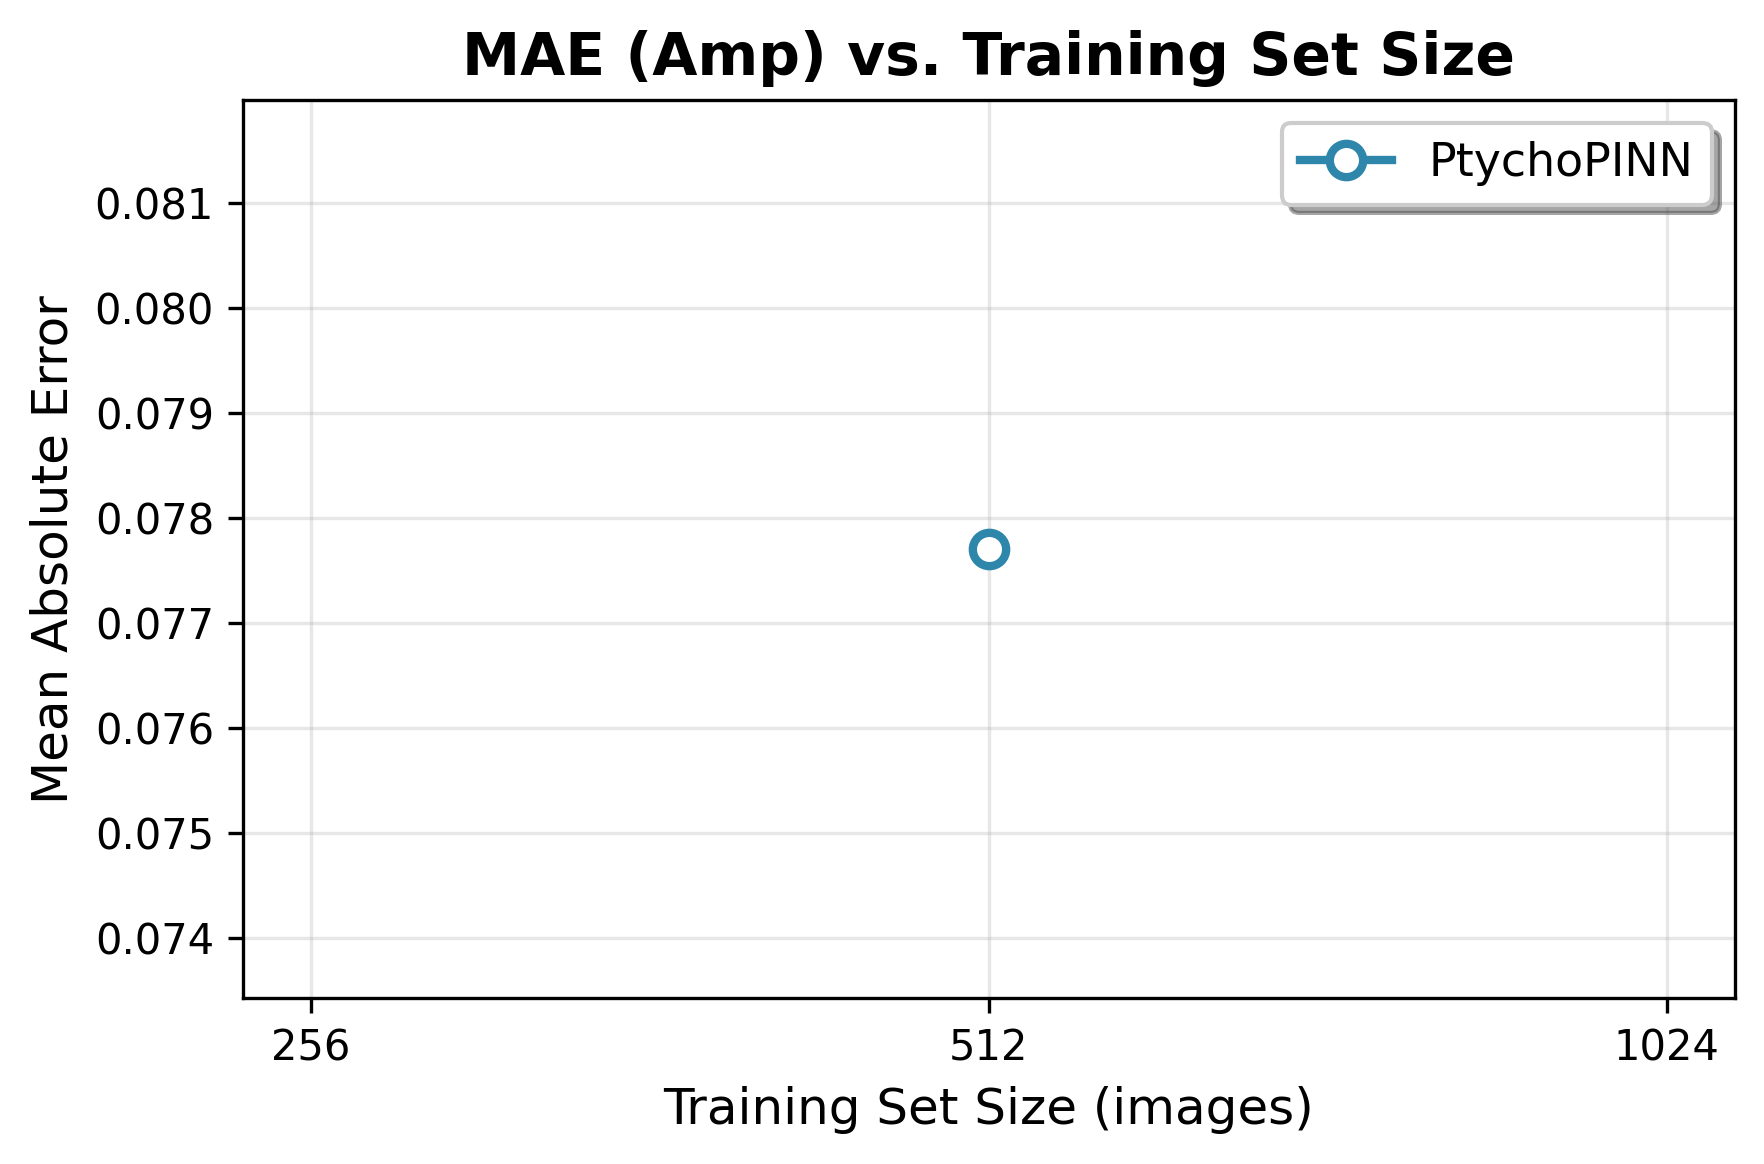 MAE (Amp) vs. Training Set Size
PtychoPINN
Mean Absolute Error
0.081
0.080
0.079
0.078
0.077
0.076
0.075
0.074
256
512
1024
Training Set Size (images)